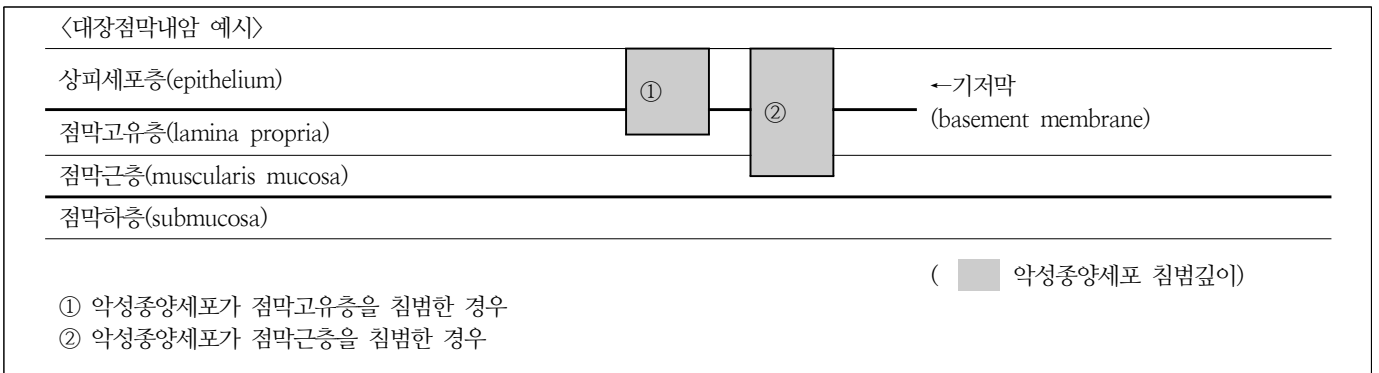 〈대장점막내암 예시〉
상피세포층(epithelium)
①
②
←기저막
(basement membrane)
점막고유층(lamina propria)
점막근층(muscularis mucosa)
점막하층(submucosa)
( 악성종양세포 침범깊이)
① 악성종양세포가 점막고유층을 침범한 경우
② 악성종양세포가 점막근층을 침범한 경우